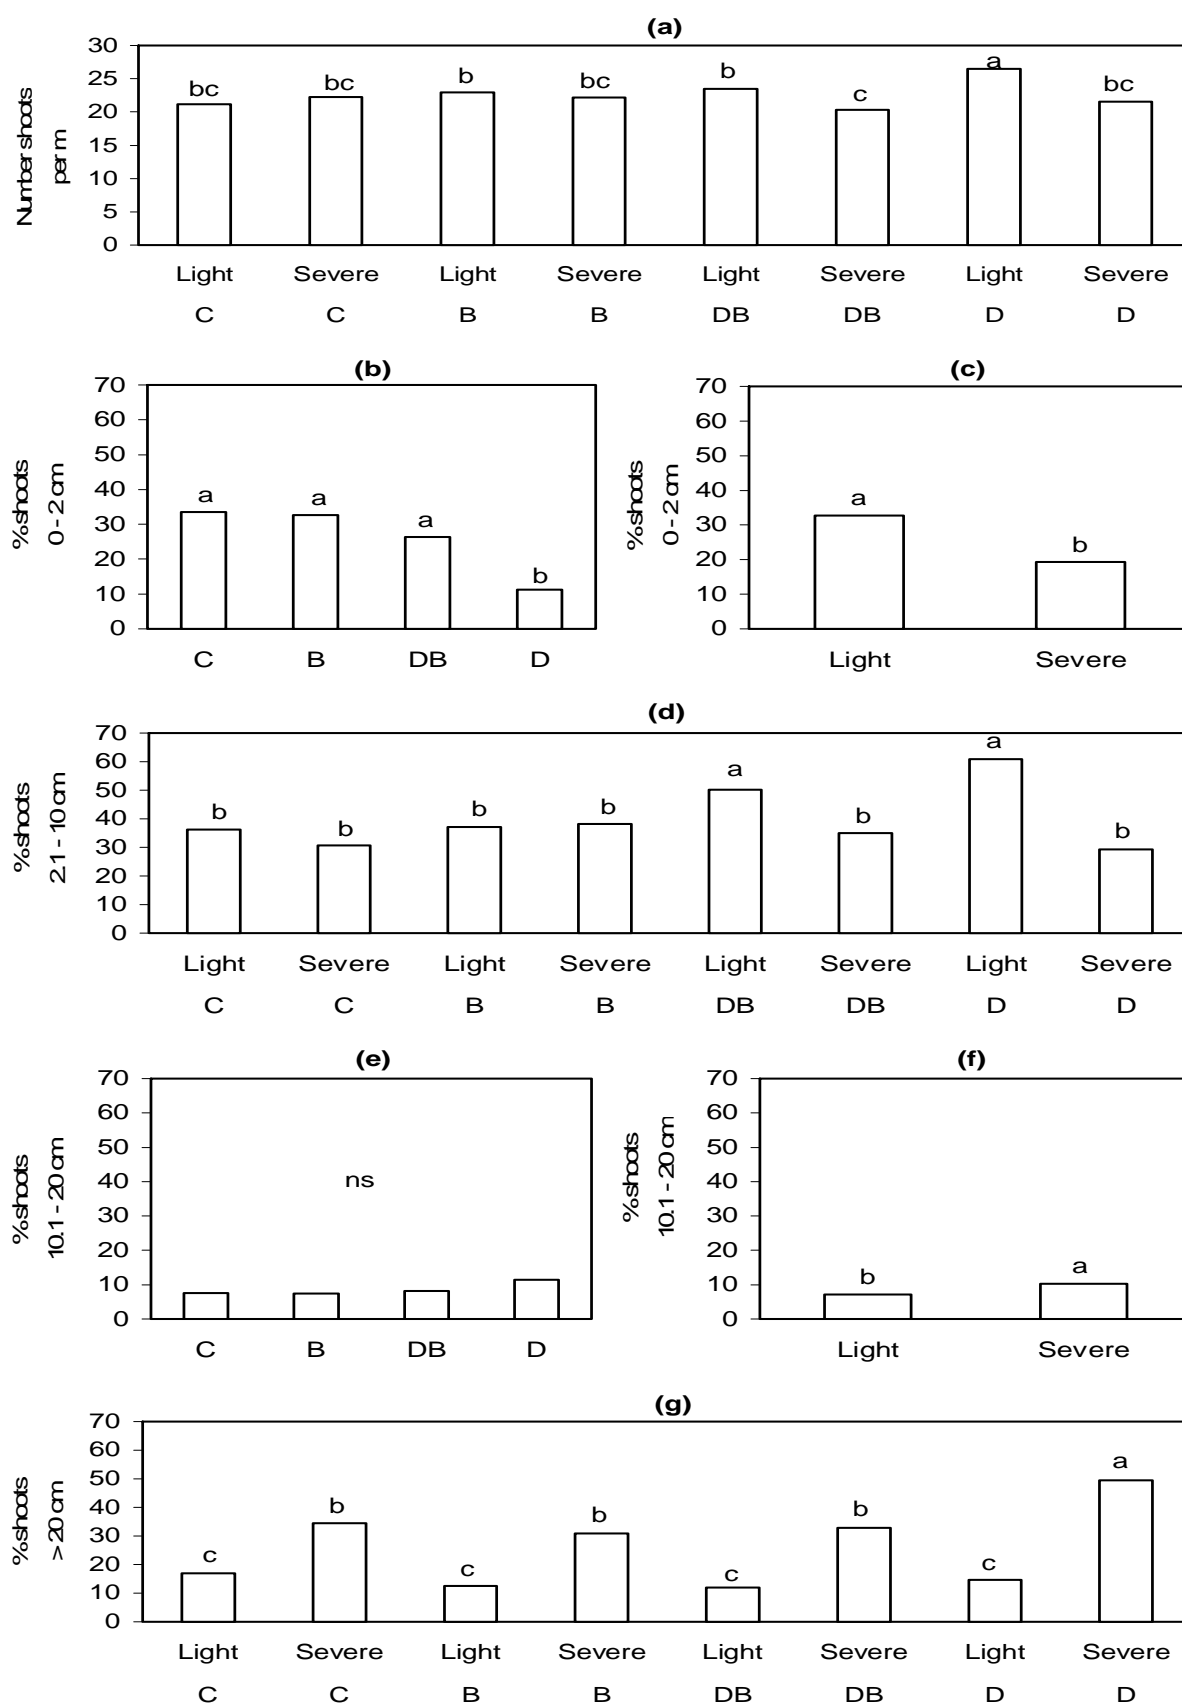 (a)
Number shoots
per m
30
25
20
15
10
5
0
bc
bc
b
bc
b
c
a
bc
Light Severe Light Severe Light Severe Light Severe
C C B B DB DB D D
(b)
% shoots
0 - 2 cm
70
60
50
40
30
20
10
0
a
a
a
b
C B DB D
(c)
% shoots
0 - 2 cm
70
60
50
40
30
20
10
0
a
b
Light Severe
(d)
% shoots
2.1 - 10 cm
70
60
50
40
30
20
10
0
b
b
b
b
a
b
a
b
Light Severe Light Severe Light Severe Light Severe
C C B B DB DB D D
(e)
% shoots
10.1 - 20 cm
70
60
50
40
30
20
10
0
ns
C B DB D
(f)
% shoots
10.1 - 20 cm
70
60
50
40
30
20
10
0
b
a
Light Severe
(g)
% shoots
> 20 cm
70
60
50
40
30
20
10
0
c
b
c
b
c
b
c
a
Light Severe Light Severe Light Severe Light Severe
C C B B DB DB D D